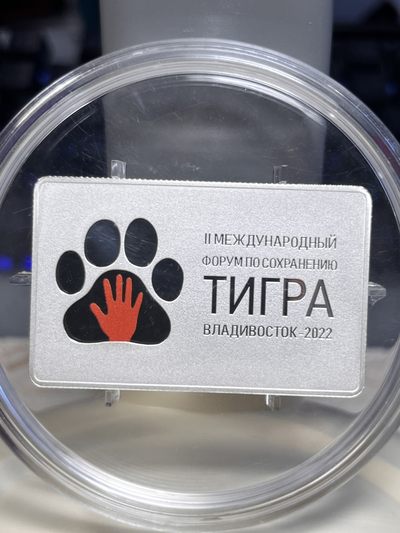 II МЕЖДУНАРОДНЫЙ
ФОРУМ ПО СОХРАНЕНИЮ
ТИГРА
ВЛАДИВОСТОК-2022